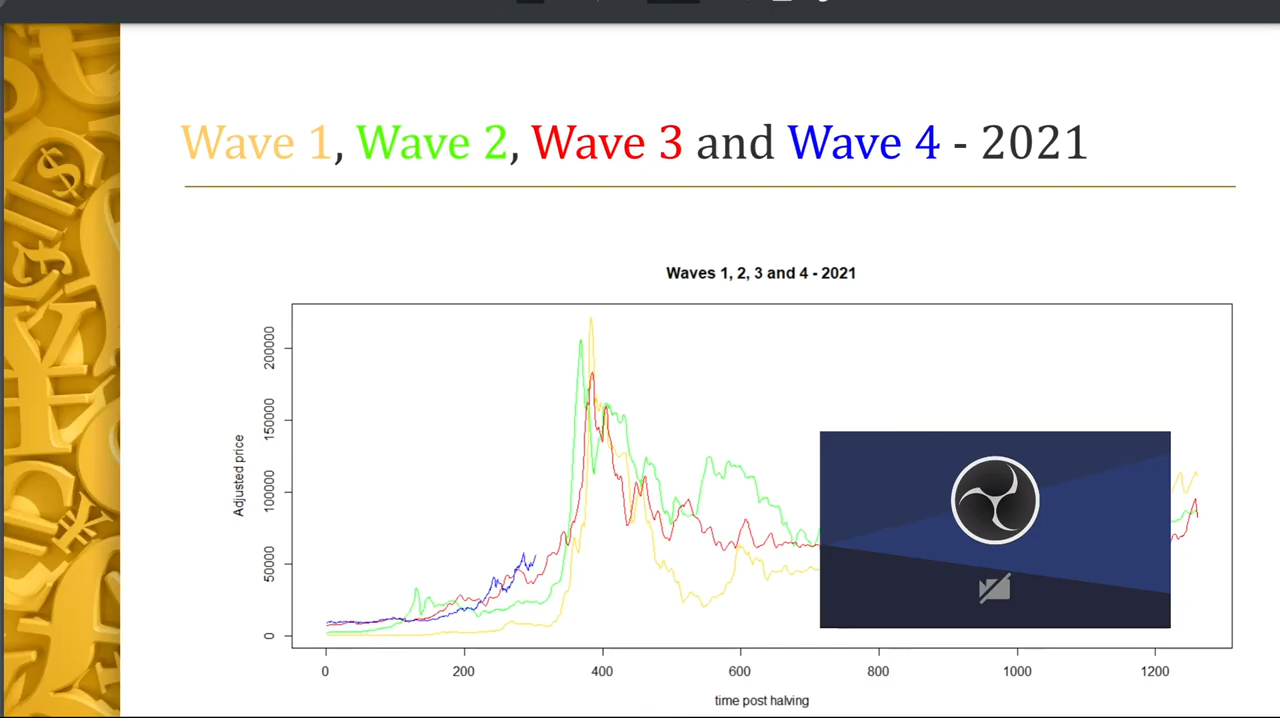 Wave 1, Wave 2, Wave 3 and Wave 4 - 2021
Waves 1, 2, 3 and 4 - 2021
Adjusted price
200000
150000
100000
50000
0
0 200 400 600 800 1000 1200
time post halving